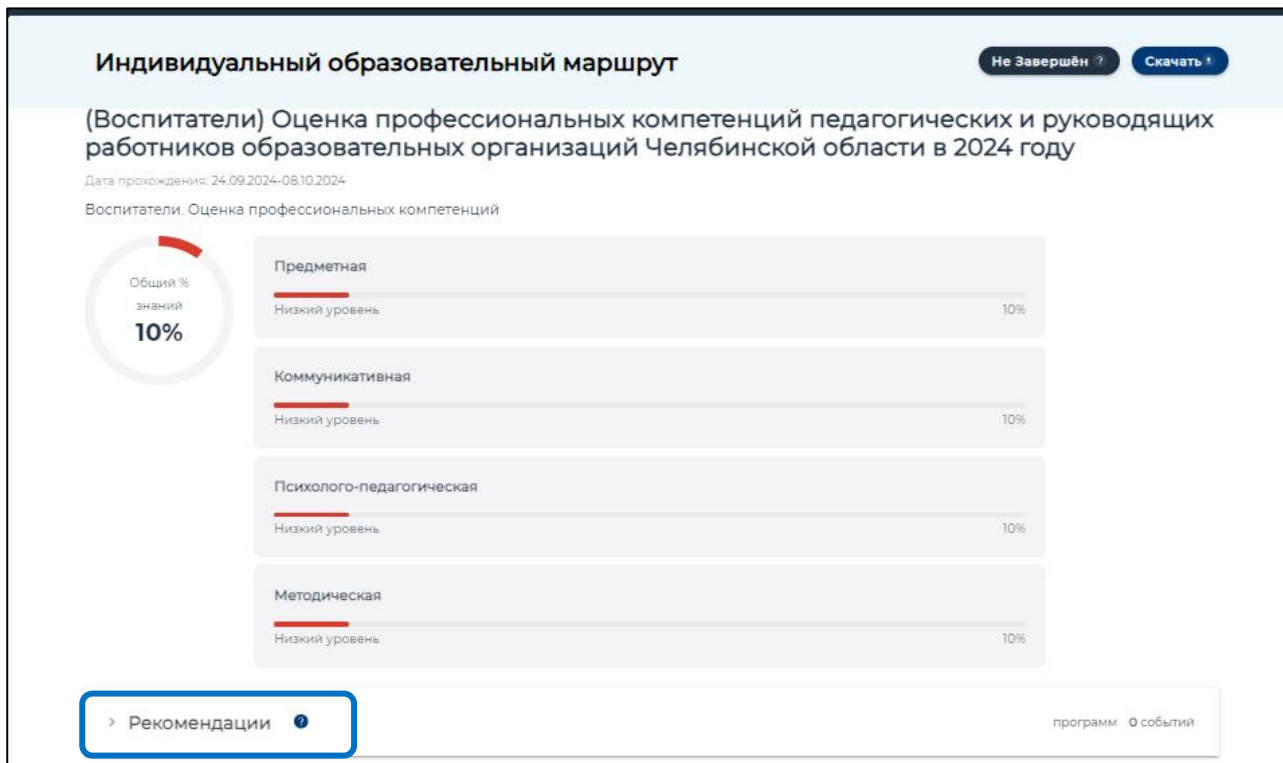 Индивидуальный образовательный маршрут
Не Завершён ?
Скачать
(Воспитатели) Оценка профессиональных компетенций педагогических и руководящих
работников образовательных организаций Челябинской области в 2024 году
Дата прохождения: 24.09.2024-08.10.2024
Воспитатели. Оценка профессиональных компетенций
Общий %
знаний
10%
Предметная
Низкий уровень 10%
Коммуникативная
Низкий уровень 10%
Психолого-педагогическая
Низкий уровень 10%
Методическая
Низкий уровень 10%
> Рекомендации ? программ 0 событий